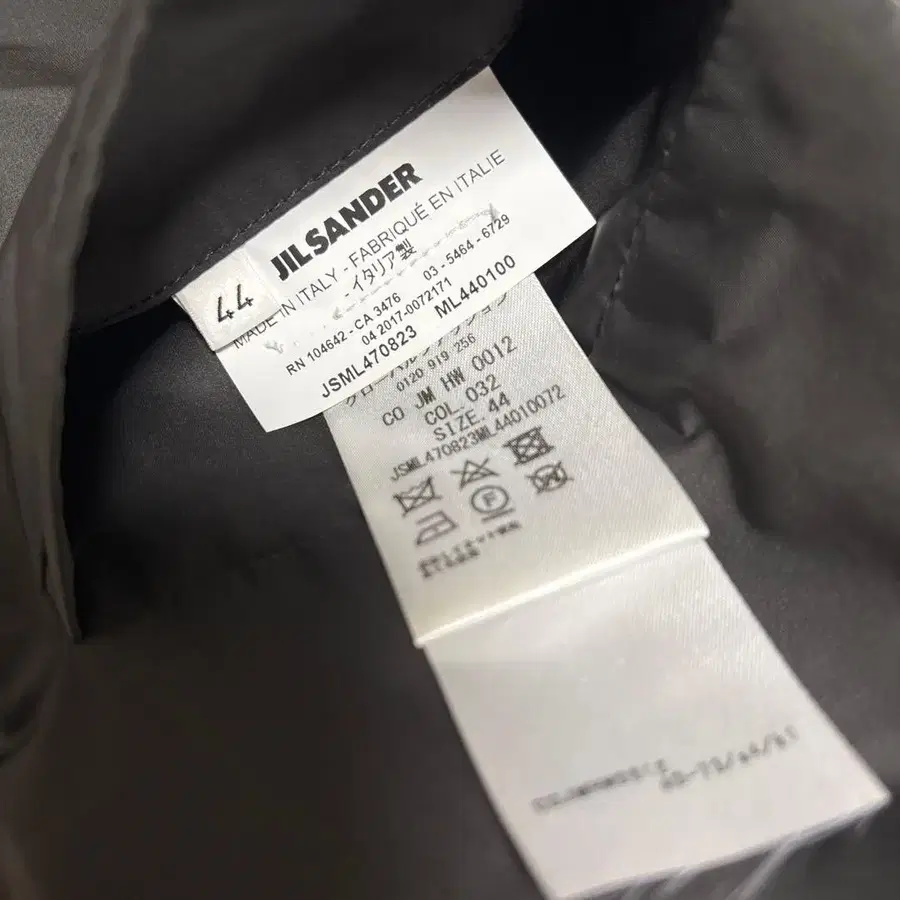 44
JIL SANDER
MADE IN ITALY - FABRIQUÉ EN ITALIE
- イタリア製
RN 104642 - CA 3476 03 - 5464 - 6729
04 2017-0072171
JSML470823 ML440100
0120 919 256
CO JM HW 0012
COL. 032
SIZE. 44
JSML470823ML44010072
F